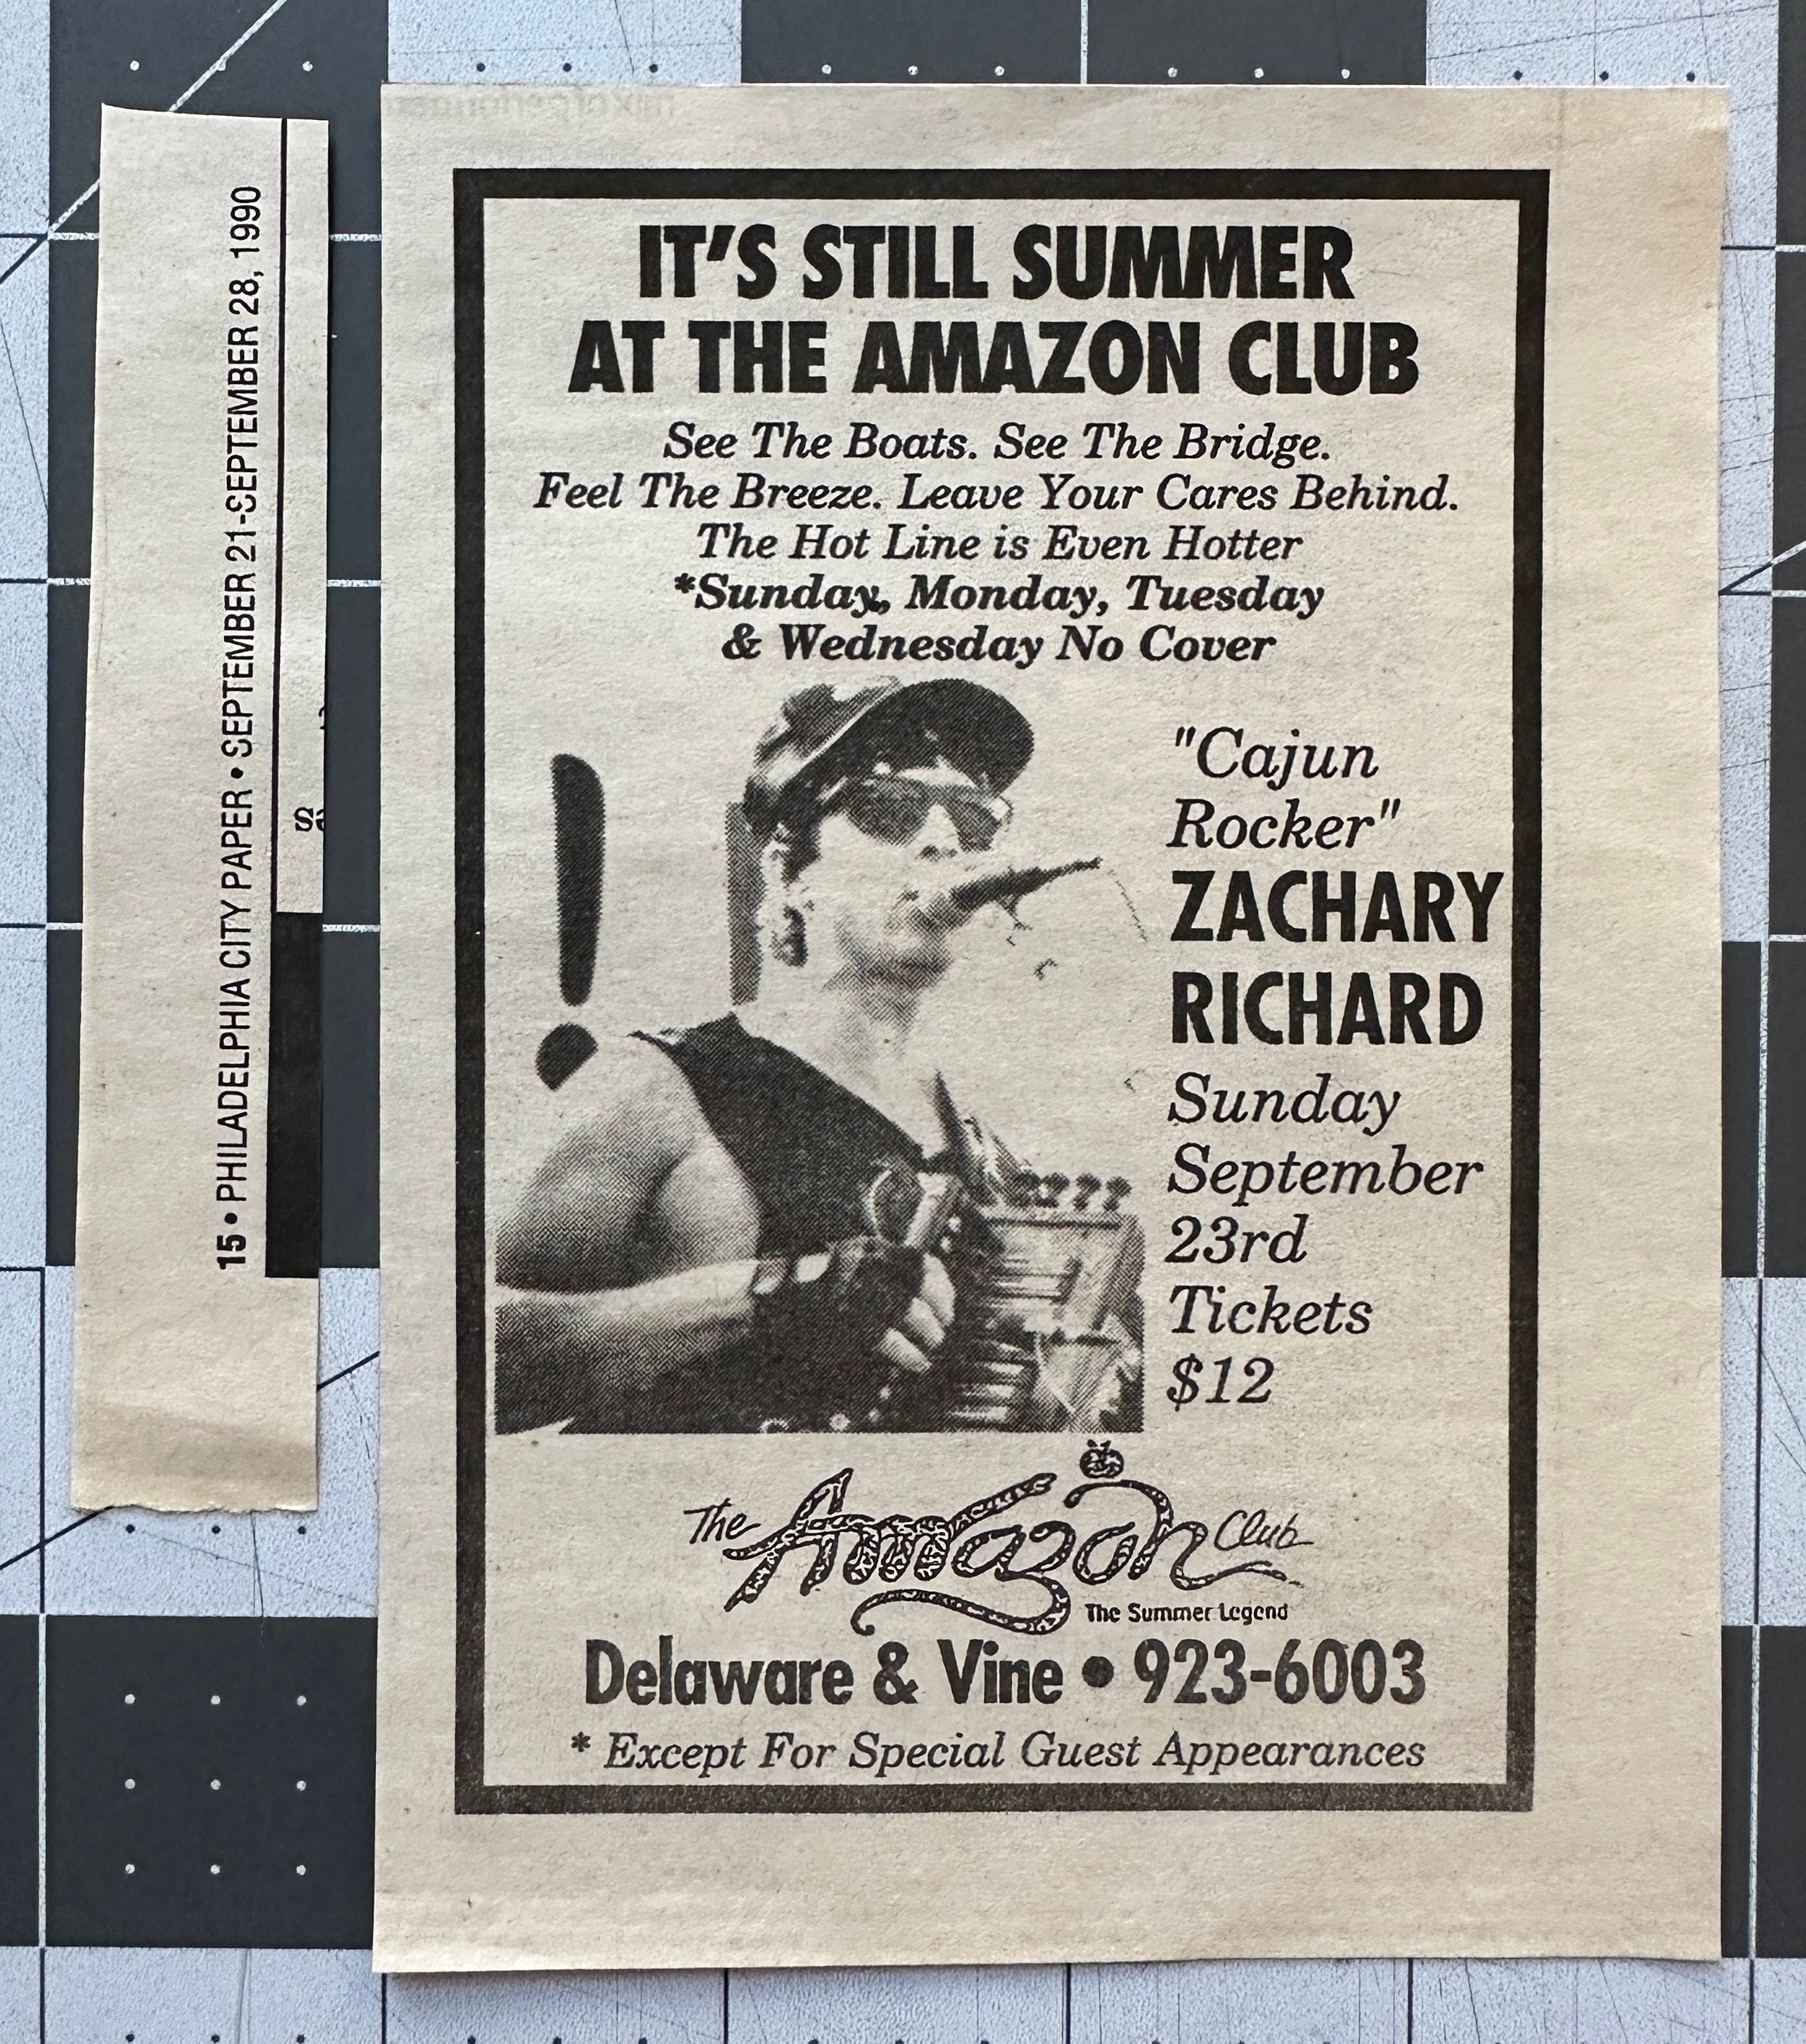 15 • PHILADELPHIA CITY PAPER • SEPTEMBER 21-SEPTEMBER 28, 1990
IT'S STILL SUMMER
AT THE AMAZON CLUB
See The Boats. See The Bridge.
Feel The Breeze. Leave Your Cares Behind.
The Hot Line is Even Hotter
*Sunday, Monday, Tuesday
& Wednesday No Cover
"Cajun
Rocker"
ZACHARY
RICHARD
Sunday
September
23rd
Tickets
$12
The Amazon Club
The Summer Legend
Delaware & Vine • 923-6003
* Except For Special Guest Appearances